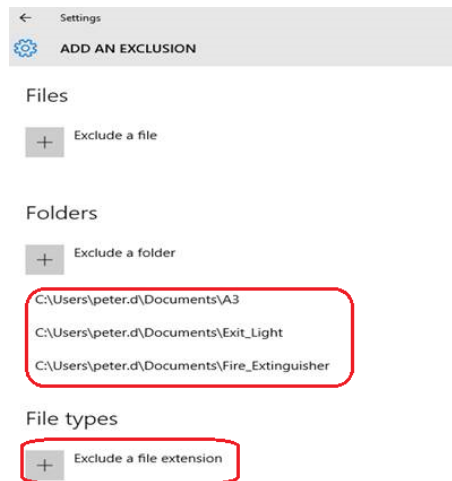 Settings
ADD AN EXCLUSION
Files
Exclude a file
Folders
Exclude a folder
C:\Users\peter.d\Documents\A3
C:\Users\peter.d\Documents\Exit_Light
C:\Users\peter.d\Documents\Fire_Extinguisher
File types
Exclude a file extension